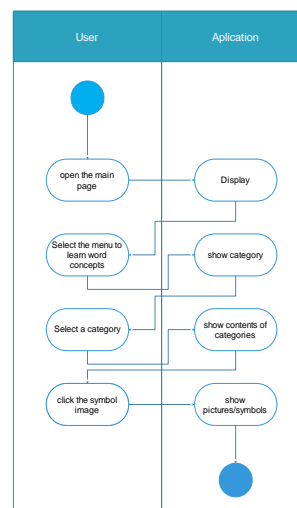 User
Aplication
open the main
page
Display
Select the menu to
learn word
concepts
show category
Select a category
show contents of
categories
click the symbol
image
show
pictures/symbols